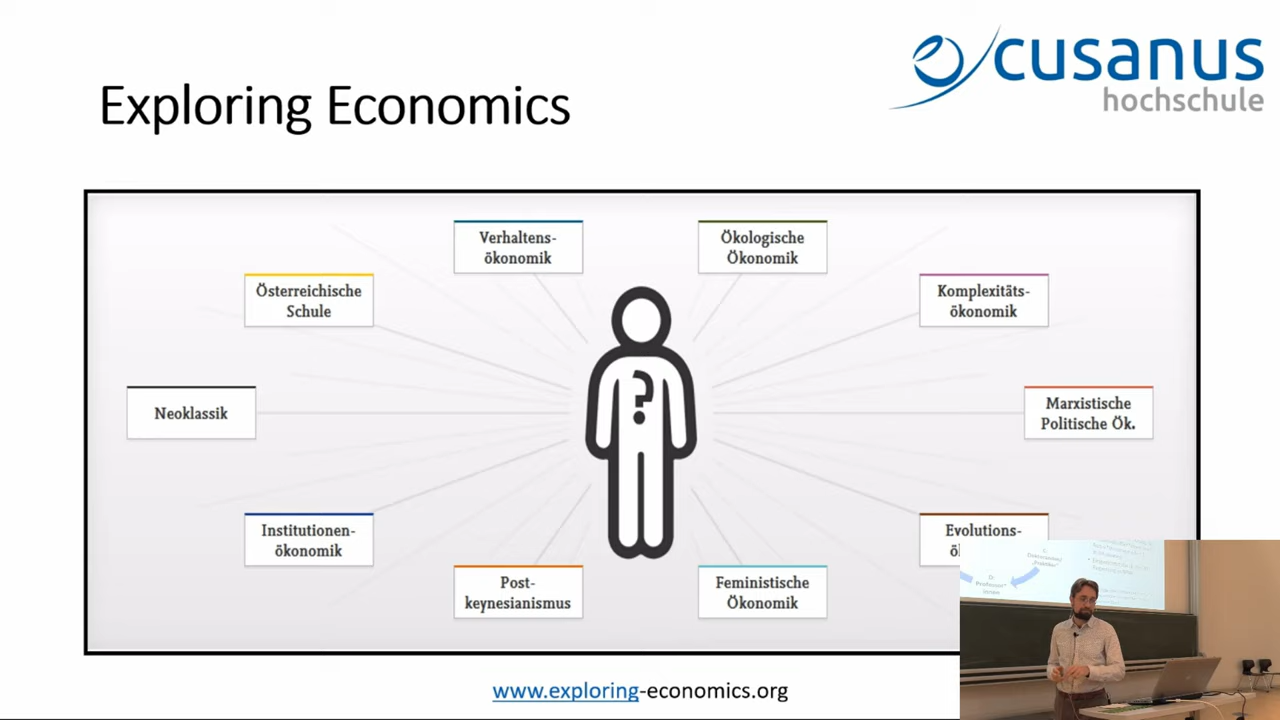 cusanus
hochschule
Exploring Economics
Verhaltens-
ökonomik
Ökologische
Ökonomik
Österreichische
Schule
Komplexitäts-
ökonomik
Neoklassik
?
Marxistische
Politische Ök.
Institutionen-
ökonomik
Evolutions-
Post-
keynesianismus
Feministische
Ökonomik
www.exploring-economics.org